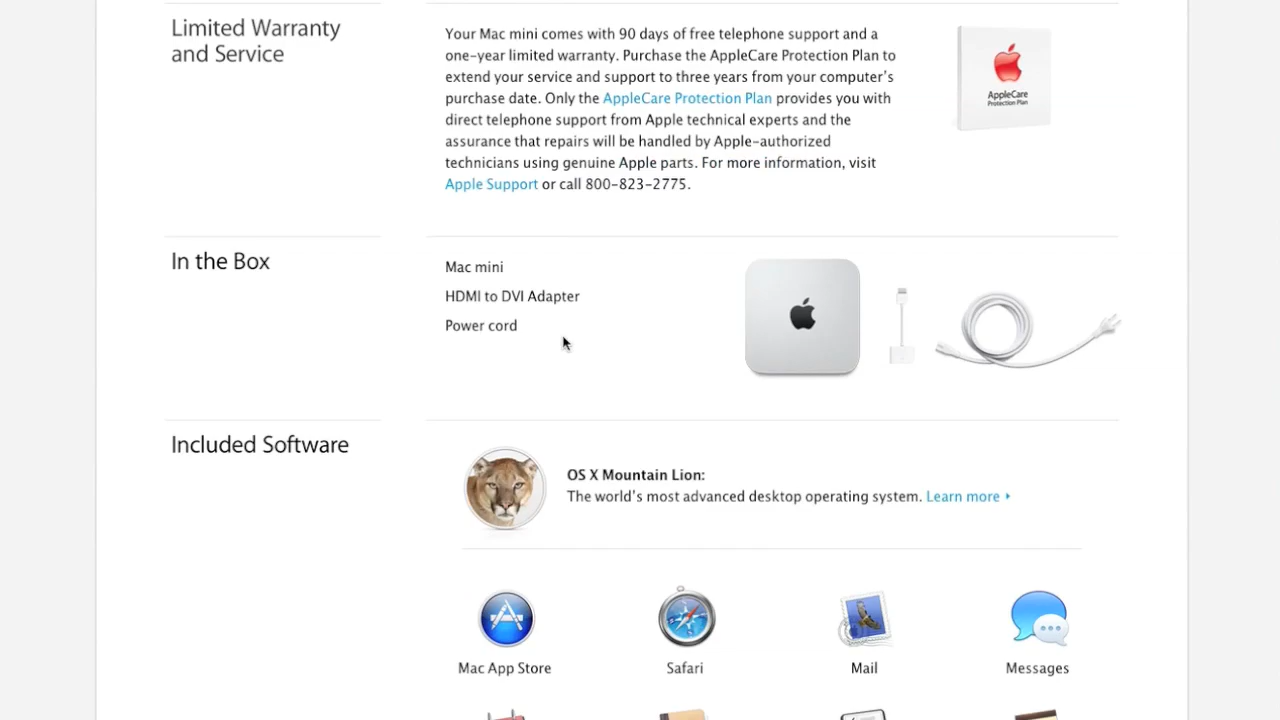 Limited Warranty
and Service
Your Mac mini comes with 90 days of free telephone support and a
one-year limited warranty. Purchase the AppleCare Protection Plan to
extend your service and support to three years from your computer's
purchase date. Only the AppleCare Protection Plan provides you with
direct telephone support from Apple technical experts and the
assurance that repairs will be handled by Apple-authorized
technicians using genuine Apple parts. For more information, visit
Apple Support or call 800-823-2775.
AppleCare
Protection Plan
In the Box
Mac mini
HDMI to DVI Adapter
Power cord
Included Software
OS X Mountain Lion:
The world's most advanced desktop operating system. Learn more
Mac App Store
Safari
Mail
Messages